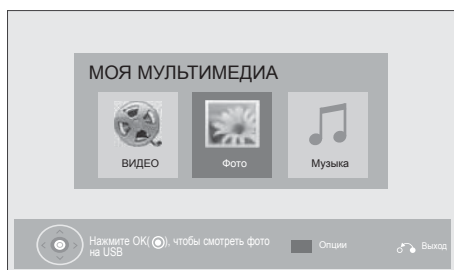 МОЯ МУЛЬТИМЕДИА
ВИДЕО Фото Музыка
Нажмите OK(◉), чтобы смотреть фото
на USB
Опции
Выход